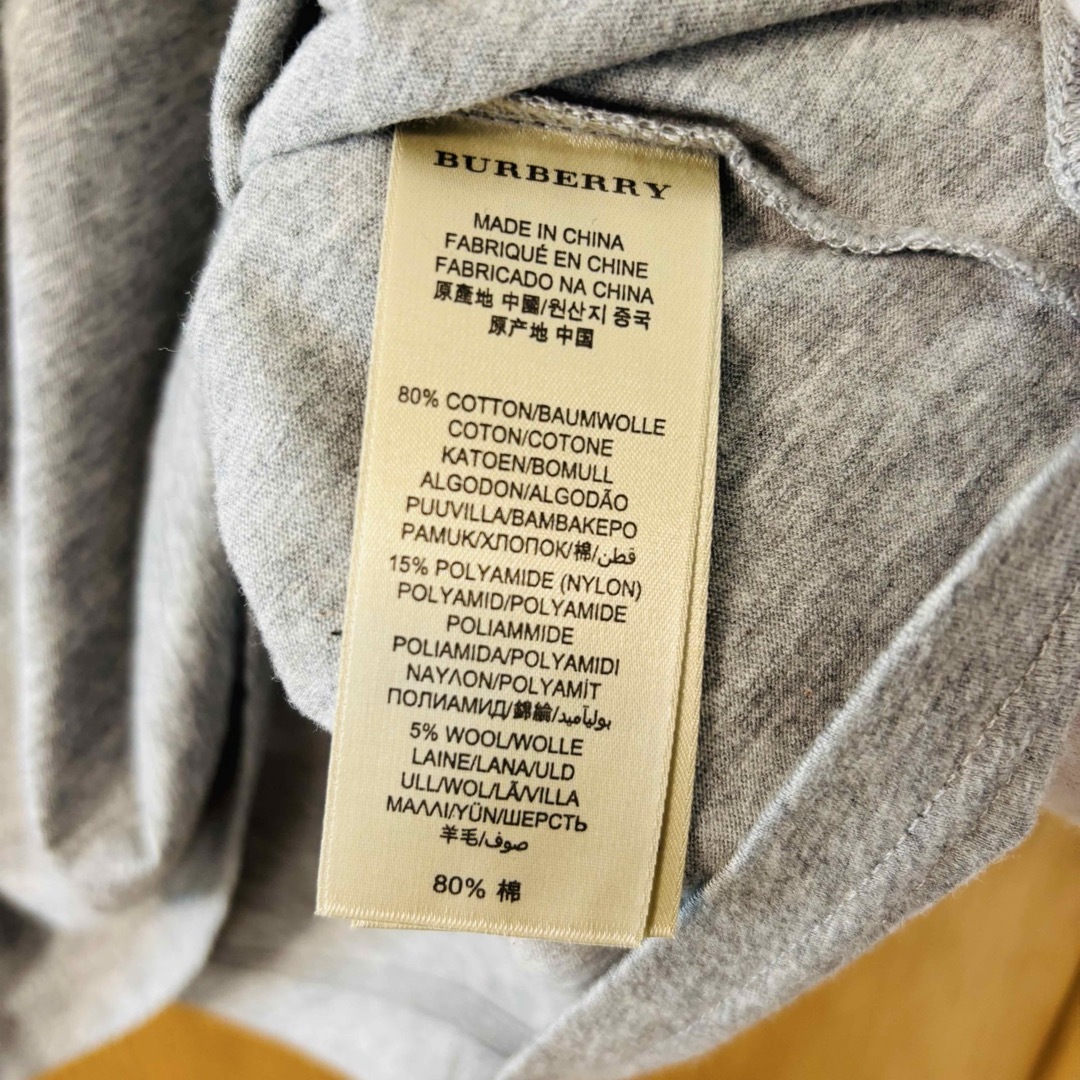 BURBERRY
MADE IN CHINA
FABRIQUÉ EN CHINE
FABRICADO NA CHINA
原產地 中國/원산지 중국
原产地 中国
80% COTTON/BAUMWOLLE
COTON/COTONE
KATOEN/BOMULL
ALGODON/ALGODÃO
PUUVILLA/ΒΑΜΒΑΚΕΡΟ
PAMUK/ХЛОПОК/棉/قطن
15% POLYAMIDE (NYLON)
POLYAMID/POLYAMIDE
POLIAMMIDE
POLIAMIDA/POLYAMIDI
ΝΑΥΛΟΝ/POLYAMİT
ПОЛИАМИД/錦綸/بولیآمید
5% WOOL/WOLLE
LAINE/LANA/ULD
ULL/WOL/LÃ/VILLA
ΜΑΛΛΙ/YÜN/ШЕРСТЬ
羊毛/صوف
80% 棉